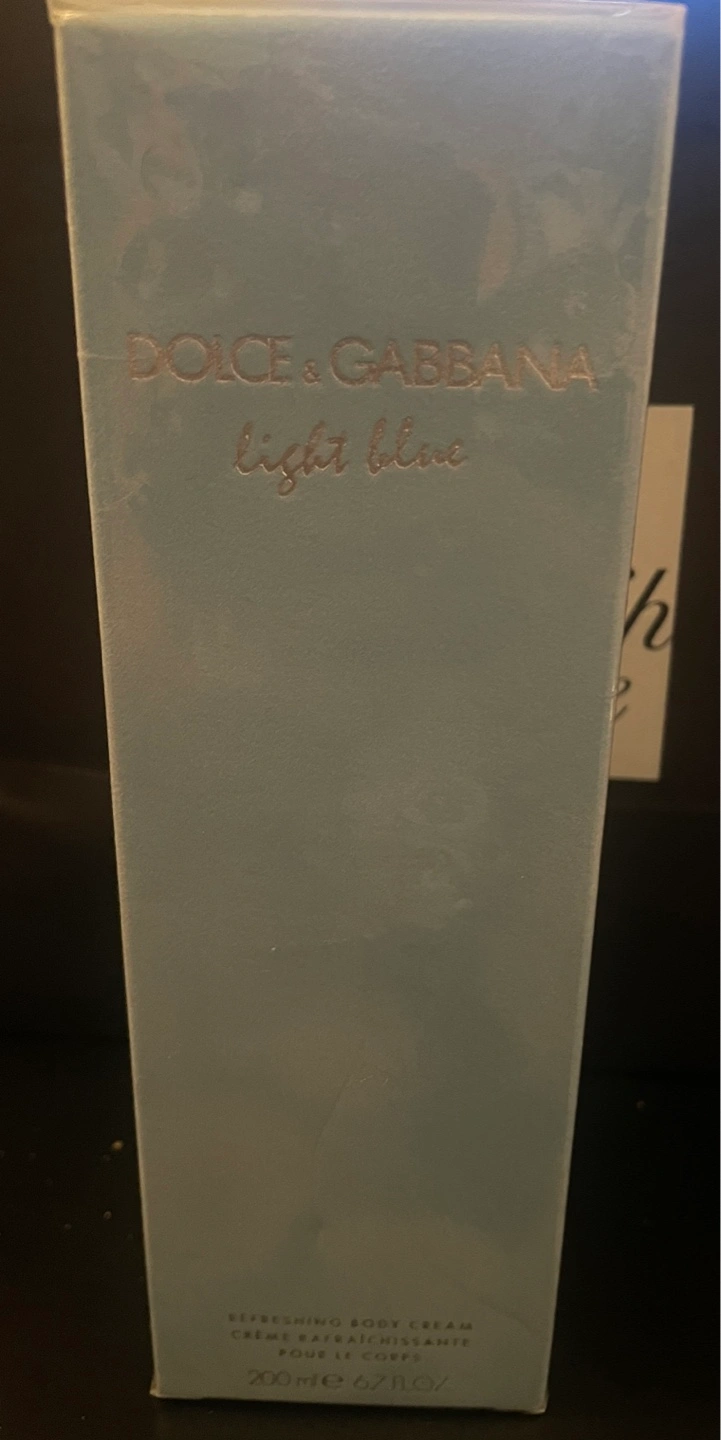 DOLCE & GABBANA
light blue
REFRESHING BODY CREAM
CRÈME RAFRAÎCHISSANTE
POUR LE CORPS
200 ml e 6.7 FL.OZ